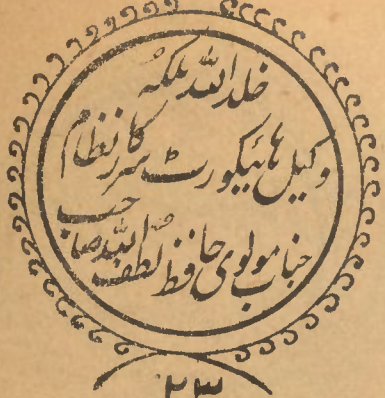 خلد اللہ ملکہ
وکیل ہائیکورٹ سرکار نظام
جناب مولوی حافظ لطف اللہ صاحب
۲۳